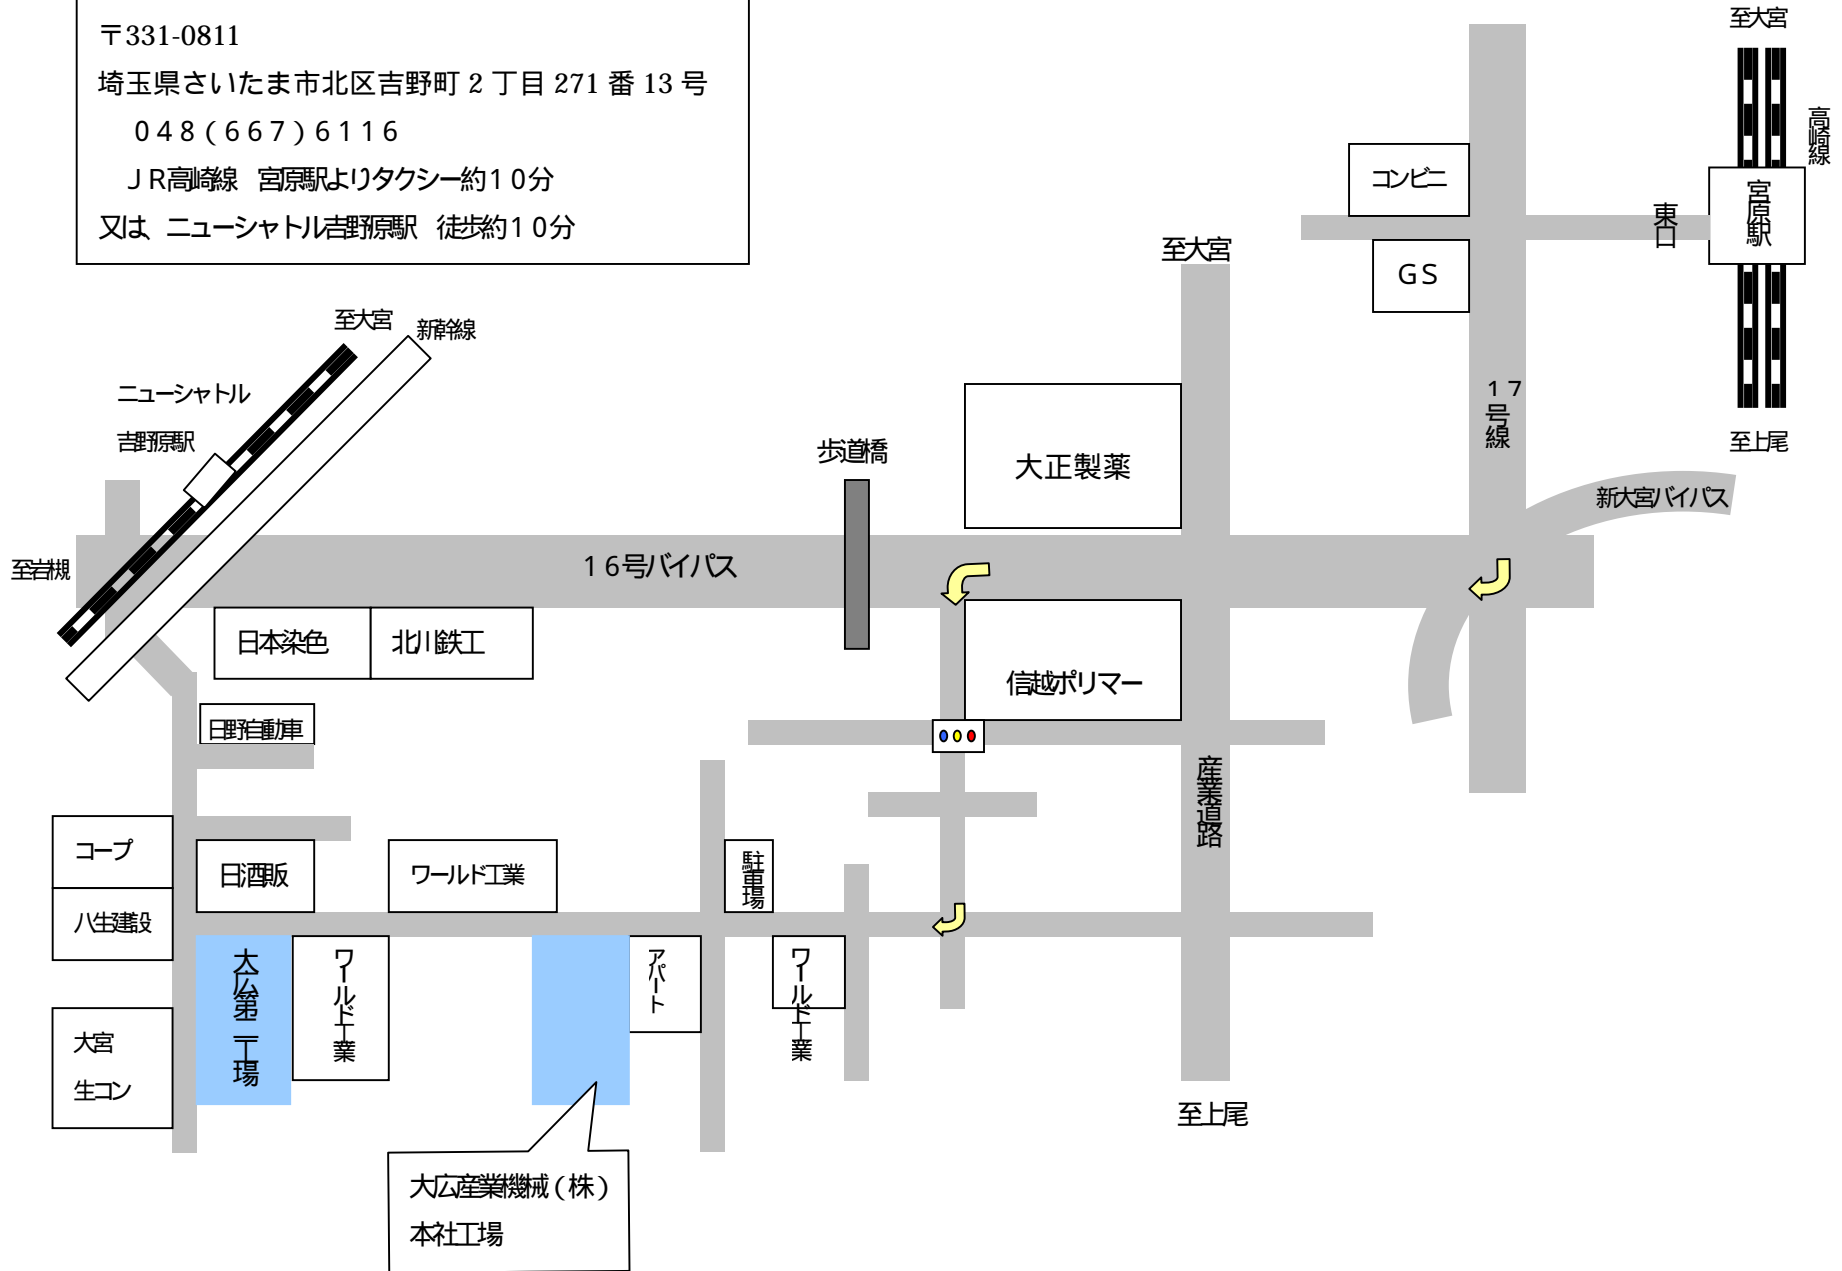 〒331-0811
埼玉県さいたま市北区吉野町 2 丁目 271 番 13 号
048(667)6116
JR高崎線 宮原駅よりタクシー約10分
又は、ニューシャトル吉野原駅 徒歩約10分
至大宮
高崎線
コンビニ
宮原駅
東口
GS
至大宮
至大宮
新幹線
ニューシャトル
吉野原駅
17号線
至上尾
歩道橋
大正製薬
新大宮バイパス
至岩槻
16号バイパス
日本染色
北川鉄工
信越ポリマー
日野自動車
産業道路
コープ
日酒販
ワールド工業
駐車場
八生建設
大広第二工場
ワールド工業
アパート
ワールド工業
大宮
生コン
至上尾
大広産業機械(株)
本社工場